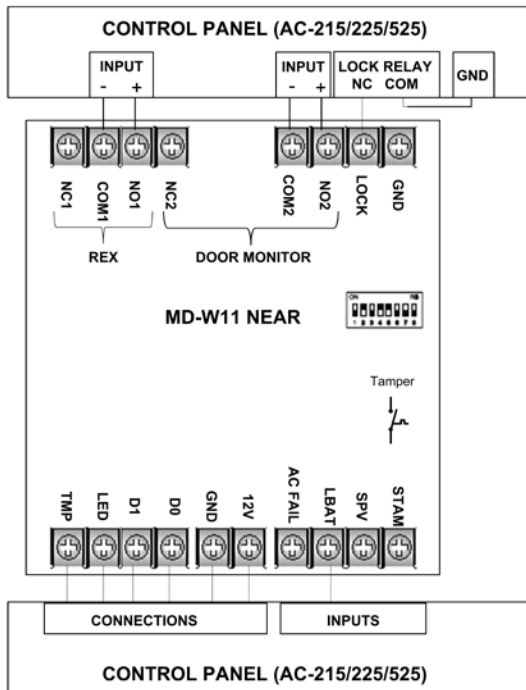 CONTROL PANEL (AC-215/225/525)
INPUT
- +
INPUT
- +
LOCK RELAY
NC COM
GND
NC1
COM1
NO1
NC2
COM2
NO2
LOCK
GND
REX
DOOR MONITOR
MD-W11 NEAR
ON
1 2 3 4 5 6 7 8
Tamper
TMP
LED
D1
D0
GND
12V
AC FAIL
LBAT
SPV
STAM
CONNECTIONS
INPUTS
CONTROL PANEL (AC-215/225/525)